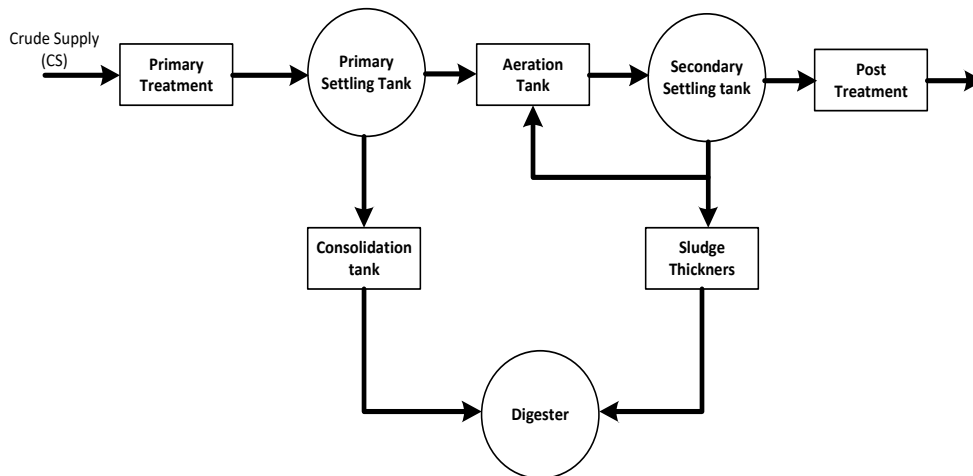 Crude Supply
(CS)
Primary
Treatment
Primary
Settling Tank
Aeration
Tank
Secondary
Settling tank
Post
Treatment
Consolidation
tank
Sludge
Thickners
Digester